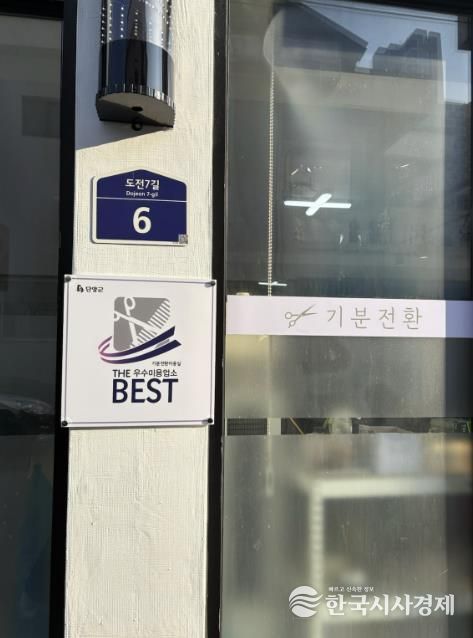 도전7길
Dojeon 7-gil
6
단양군
기분전환미용실
THE 우수미용업소
BEST
기분전환
빠르고 신속한 정보
한국시사경제